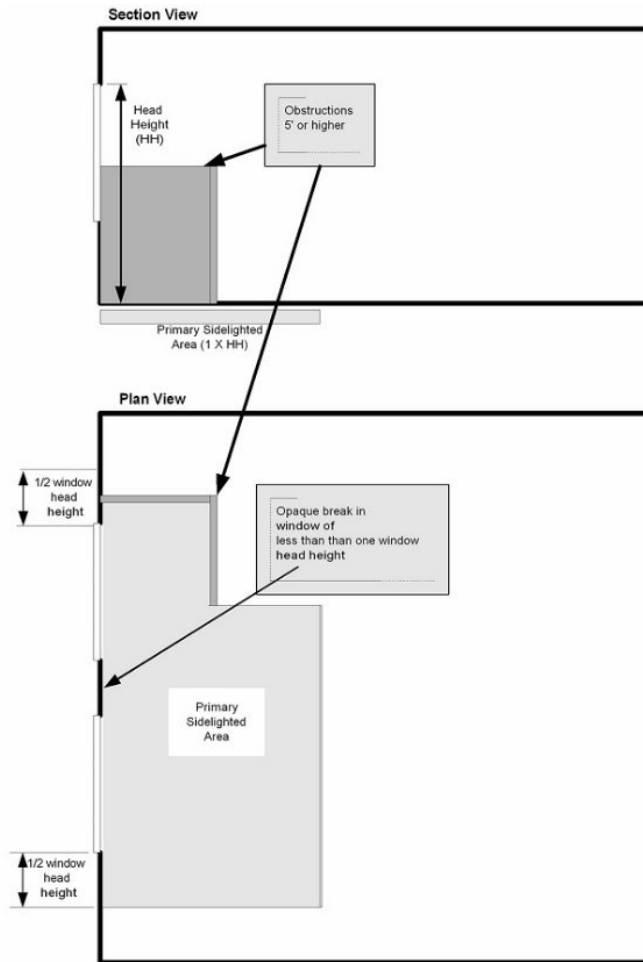 Section View
Head
Height
(HH)
Obstructions
5' or higher
Primary Sidelighted
Area (1 X HH)
Plan View
1/2 window
head
height
Opaque break in
window of
less than than one window
head height
Primary
Sidelighted
Area
1/2 window
head
height